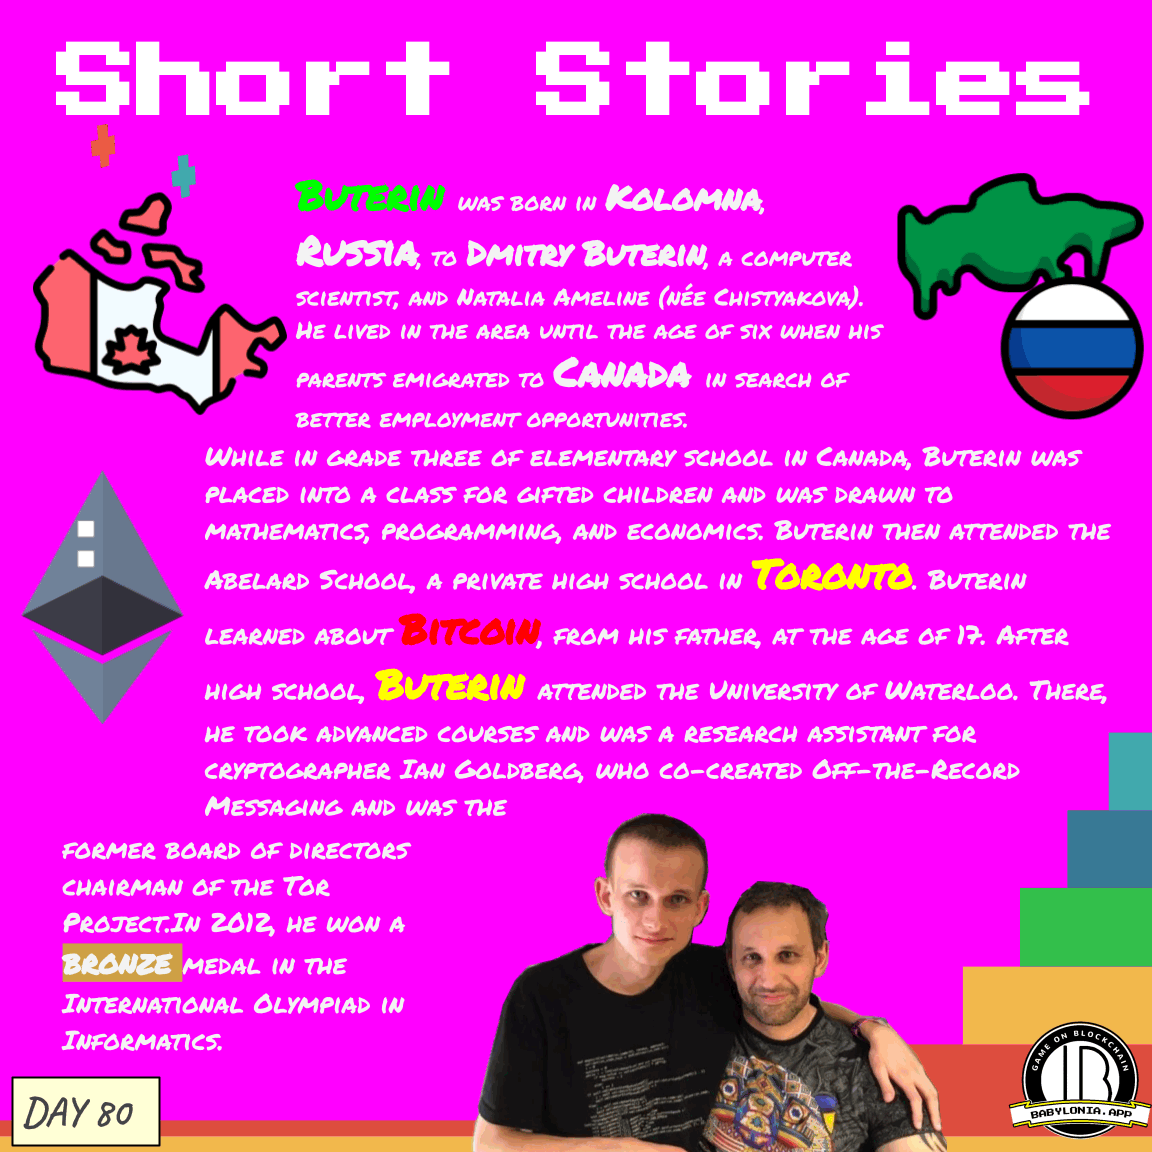 Short Stories
Buterin was born in Kolomna,
Russia, to Dmitry Buterin, a computer
scientist, and Natalia Ameline (née Chistyakova).
He lived in the area until the age of six when his
parents emigrated to Canada in search of
better employment opportunities.
While in grade three of elementary school in Canada, Buterin was
placed into a class for gifted children and was drawn to
mathematics, programming, and economics. Buterin then attended the
Abelard School, a private high school in Toronto. Buterin
learned about Bitcoin, from his father, at the age of 17. After
high school, Buterin attended the University of Waterloo. There,
he took advanced courses and was a research assistant for
cryptographer Ian Goldberg, who co-created Off-the-Record
Messaging and was the
former board of directors
chairman of the Tor
Project.In 2012, he won a
bronze medal in the
International Olympiad in
Informatics.
DAY 80
GAME ON BLOCKCHAIN
BABYLONIA.APP